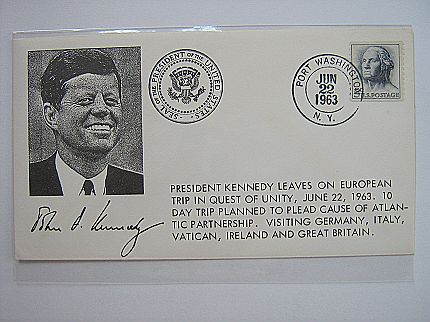 SEAL OF THE PRESIDENT OF THE UNITED STATES
PORT WASHINGTON
JUN
22
1963
N.Y.
U.S. POSTAGE
PRESIDENT KENNEDY LEAVES ON EUROPEAN
TRIP IN QUEST OF UNITY, JUNE 22, 1963. 10
DAY TRIP PLANNED TO PLEAD CAUSE OF ATLAN-
TIC PARTNERSHIP. VISITING GERMANY, ITALY,
VATICAN, IRELAND AND GREAT BRITAIN.
John F. Kennedy